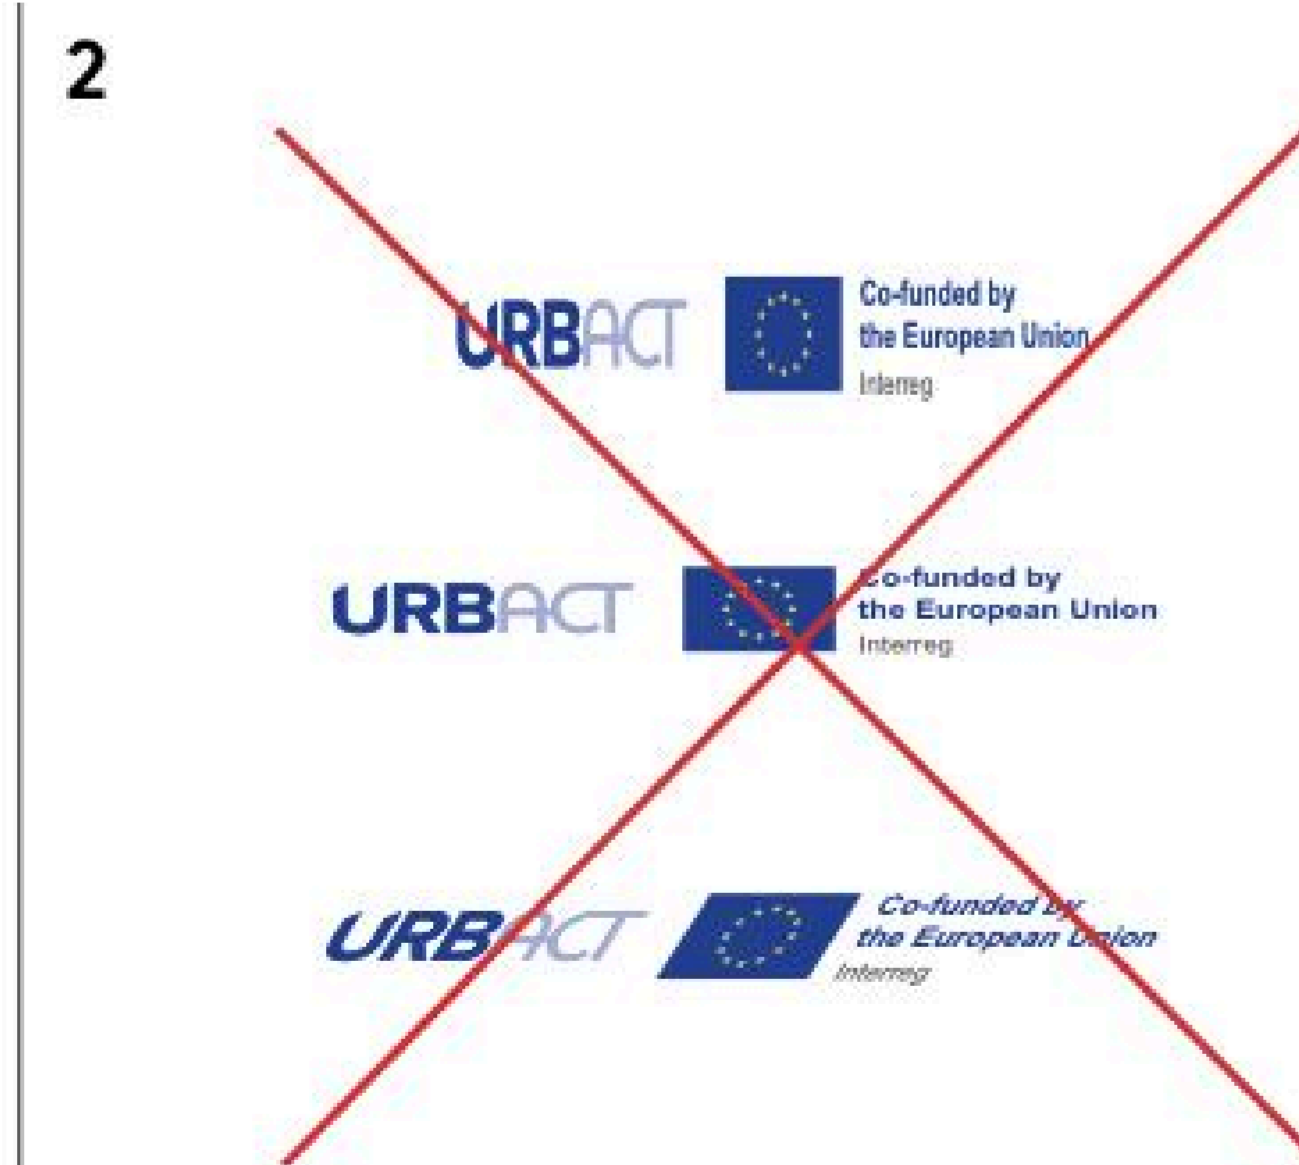 2
URBACT
Co-funded by
the European Union
Interreg
URBACT
Co-funded by
the European Union
Interreg
URBACT
Co-funded by
the European Union
Interreg